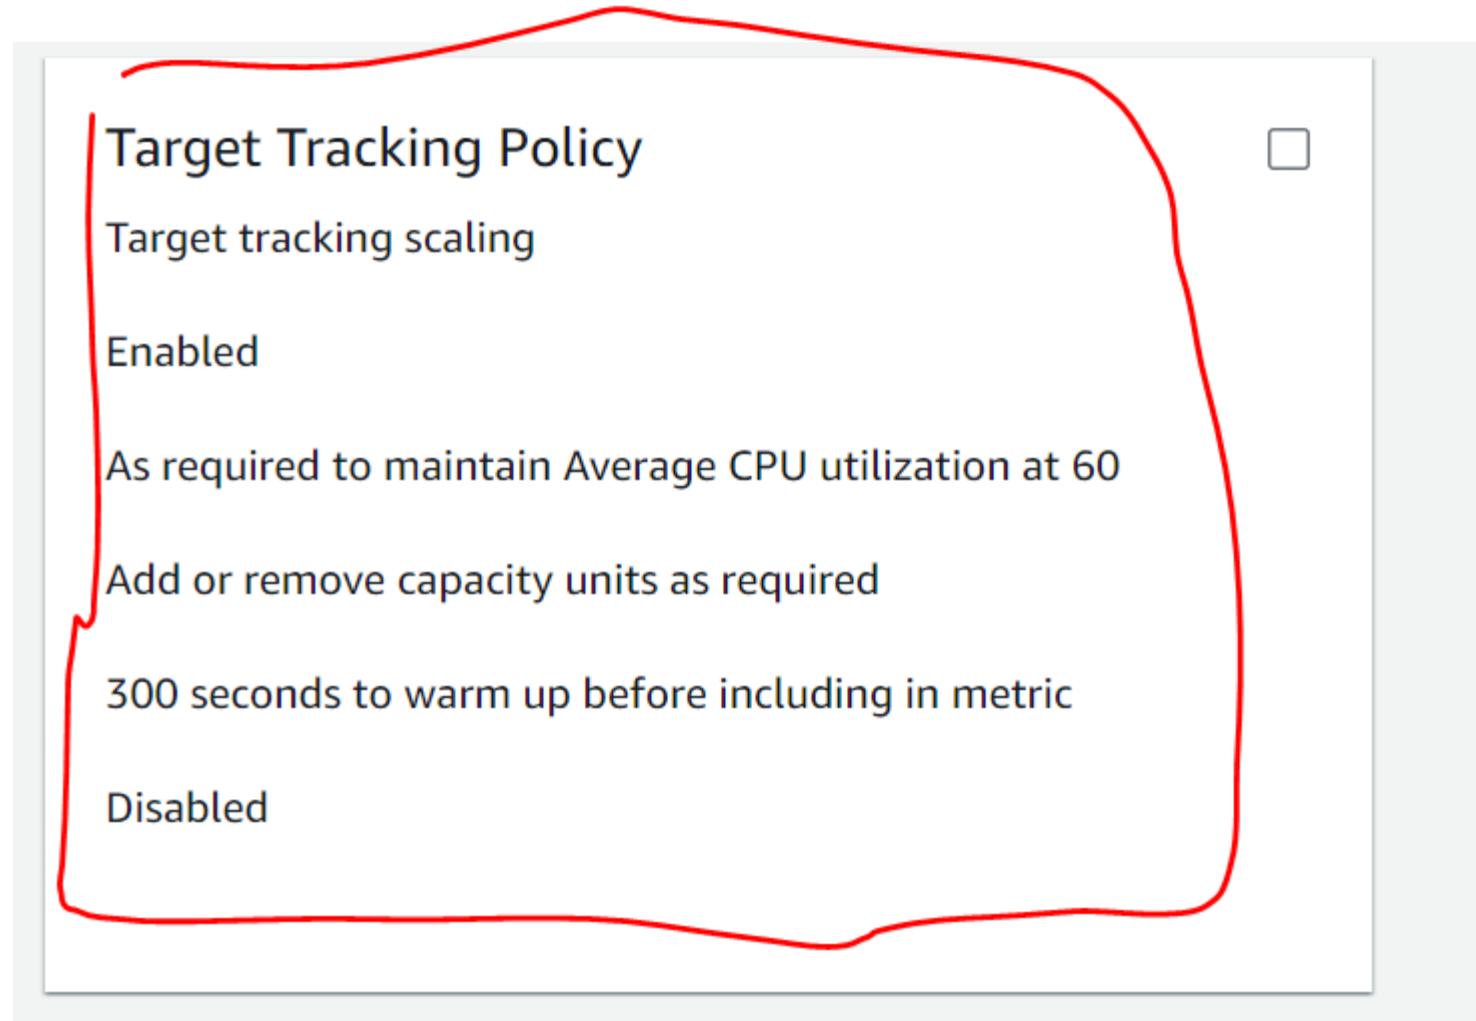 Target Tracking Policy
Target tracking scaling
Enabled
As required to maintain Average CPU utilization at 60
Add or remove capacity units as required
300 seconds to warm up before including in metric
Disabled